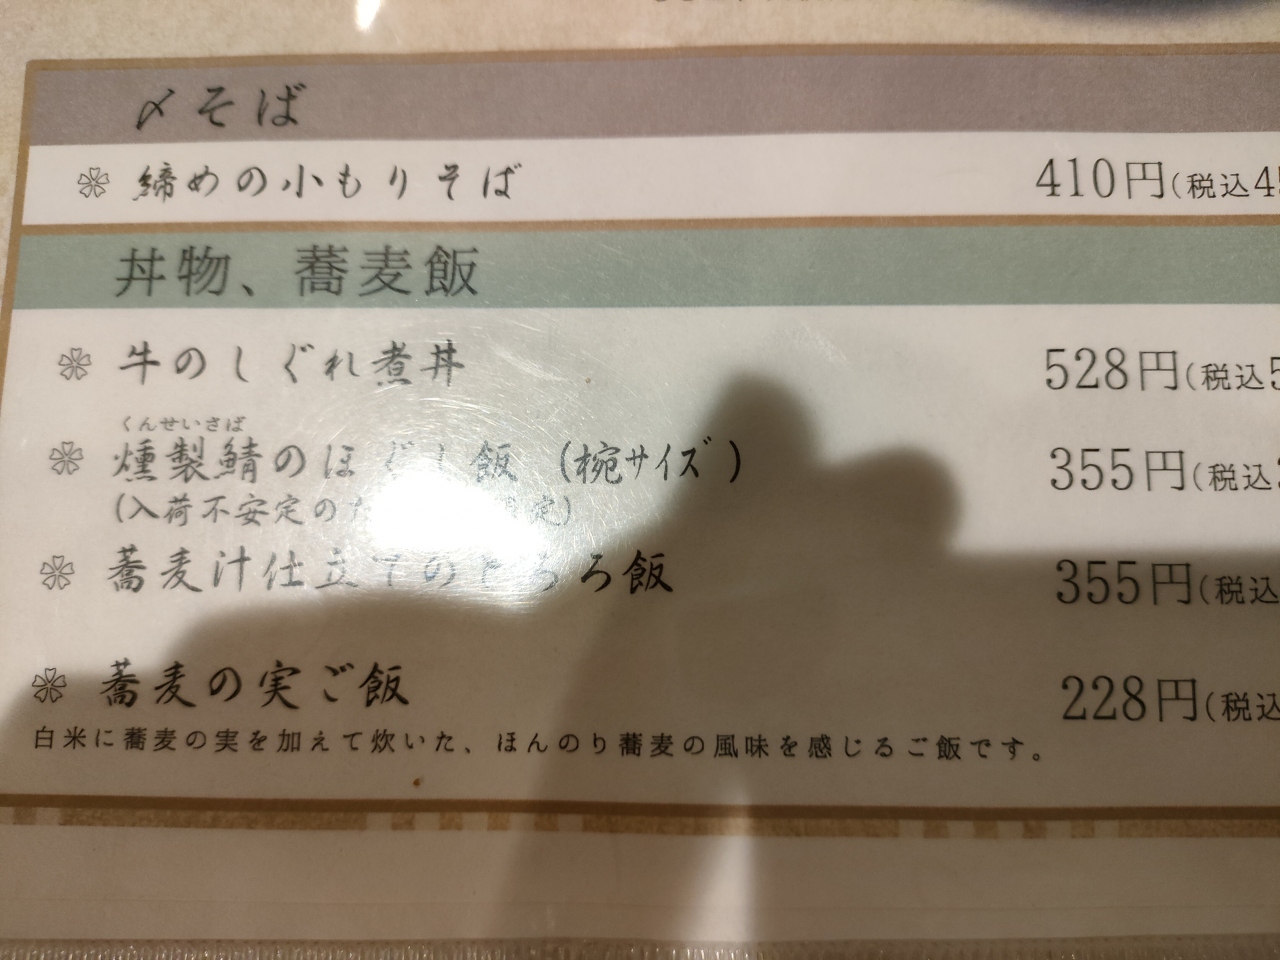 〆そば
締めの小もりそば 410円(税込4
丼物、蕎麦飯
牛のしぐれ煮丼 528円(税込5
くんせいさば
燻製鯖のほぐし飯 (椀サイズ) 355円(税込
(入荷不安定の 定)
蕎麦汁仕立てのとろろ飯 355円(税込
蕎麦の実ご飯 228円(税込
白米に蕎麦の実を加えて炊いた、ほんのり蕎麦の風味を感じるご飯です。